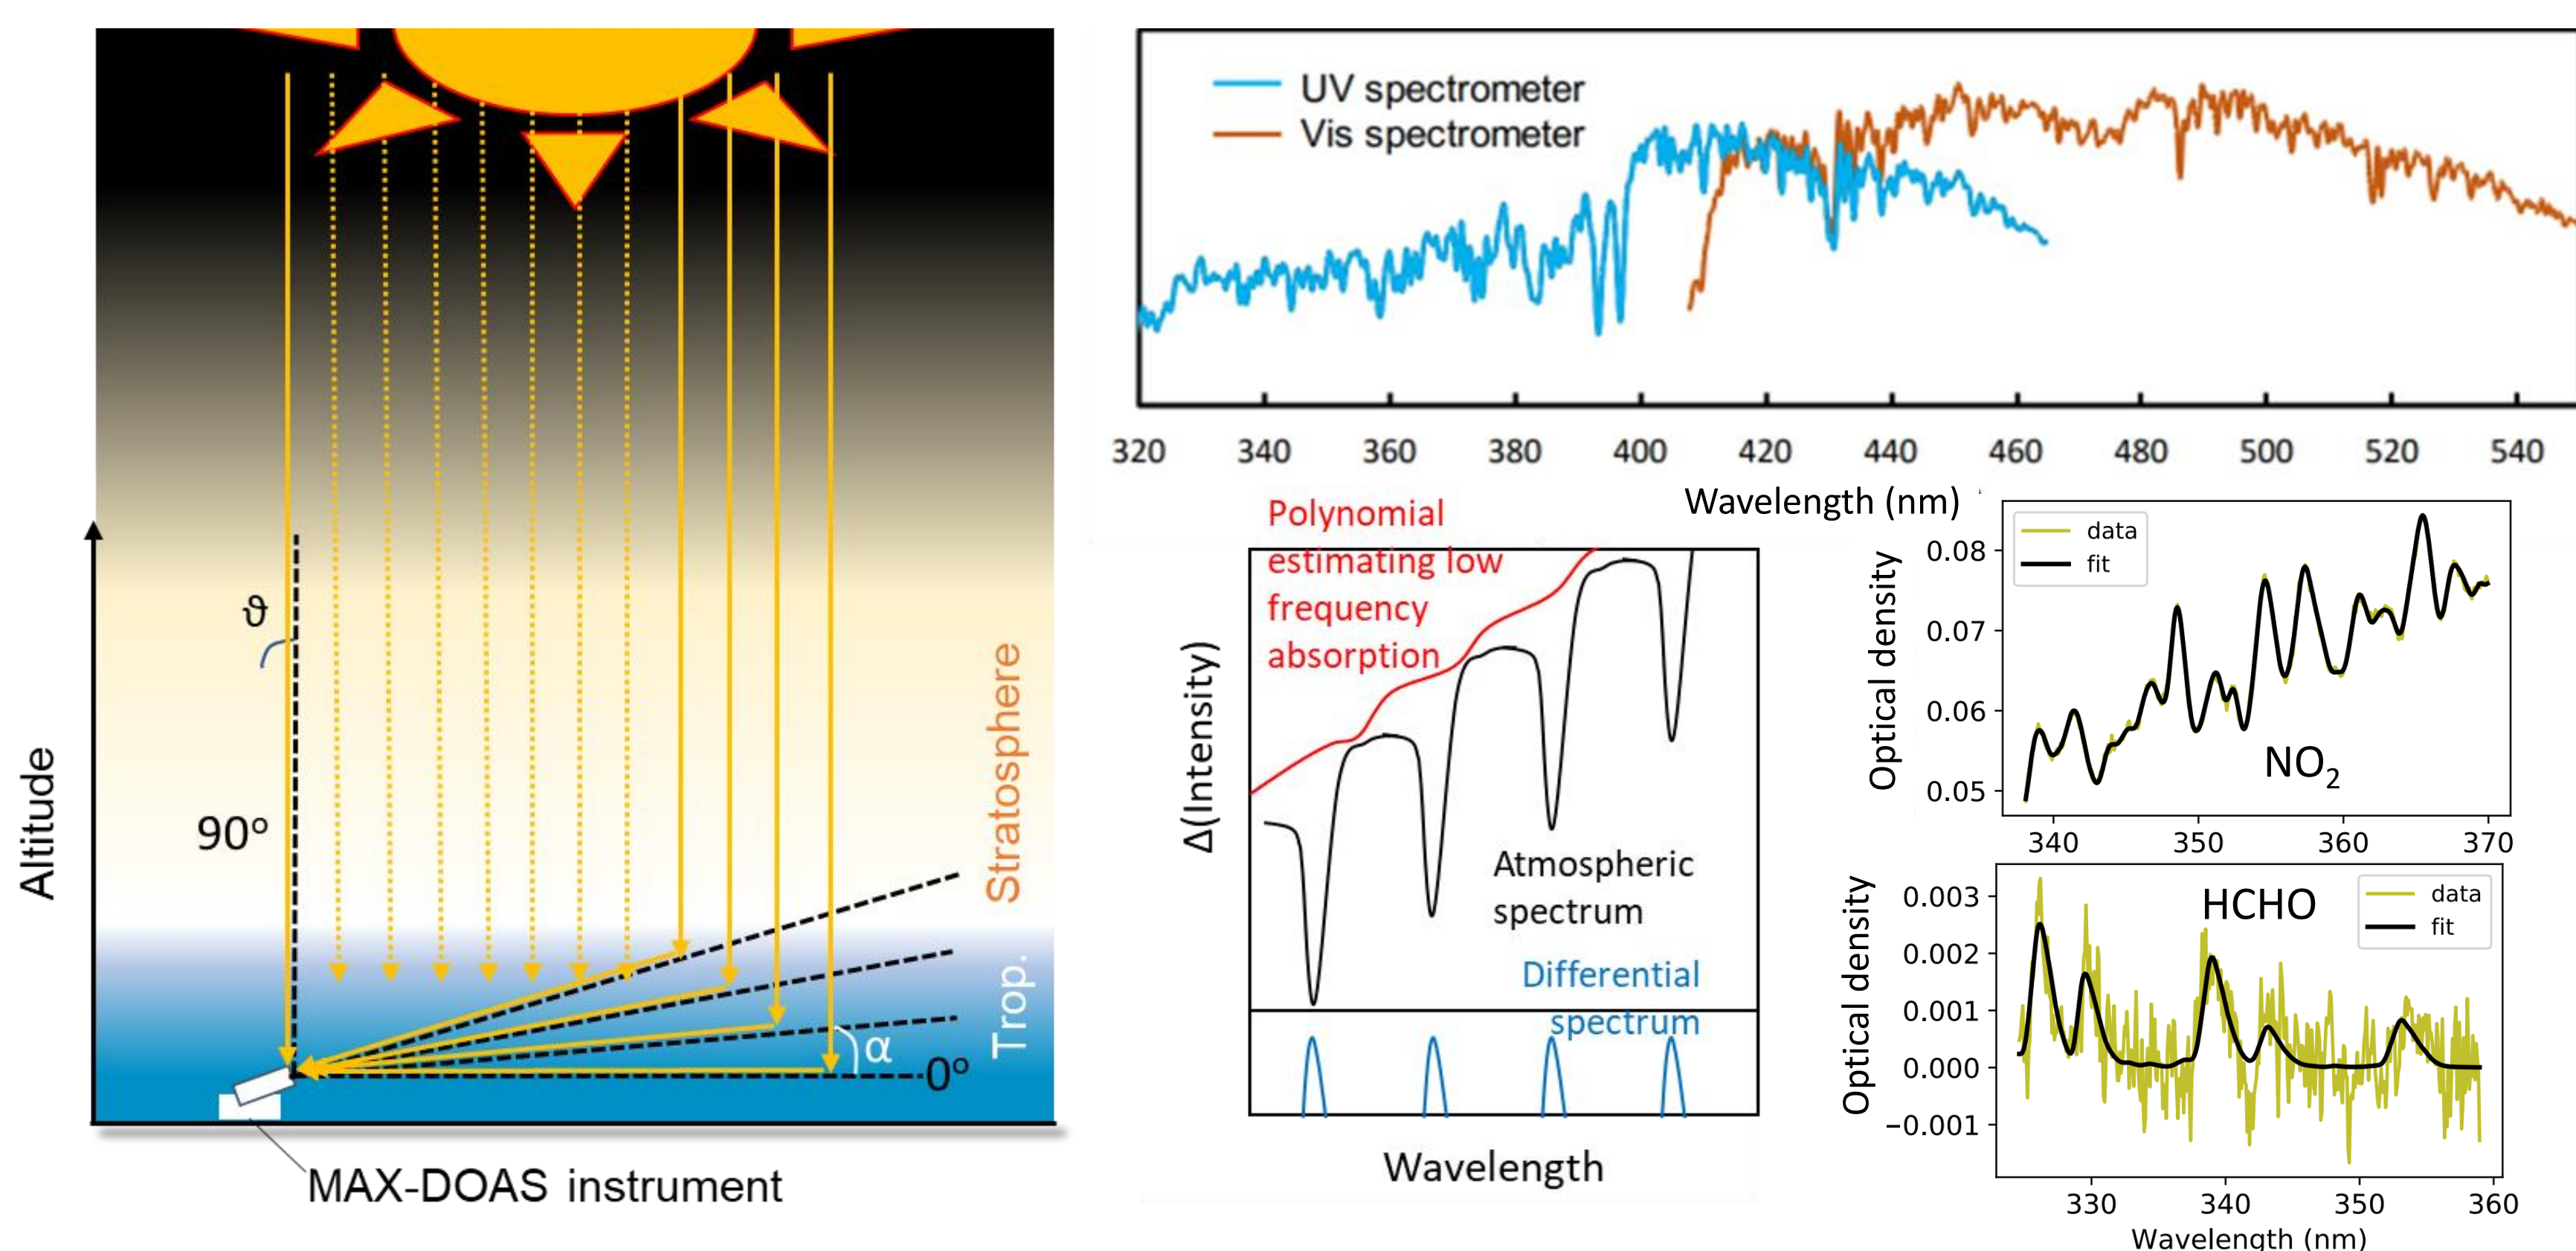 Altitude
ϑ
90°
Stratosphere
Trop.
α
0°
MAX-DOAS instrument
UV spectrometer
Vis spectrometer
320 340 360 380 400 420 440 460 480 500 520 540
Wavelength (nm)
Polynomial
estimating low
frequency
absorption
Δ(Intensity)
Atmospheric
spectrum
Differential
spectrum
Wavelength
Optical density
data
fit
0.08
0.07
0.06
0.05
NO₂
340 350 360 370
Optical density
HCHO
data
fit
0.003
0.002
0.001
0.000
−0.001
330 340 350 360
Wavelength (nm)